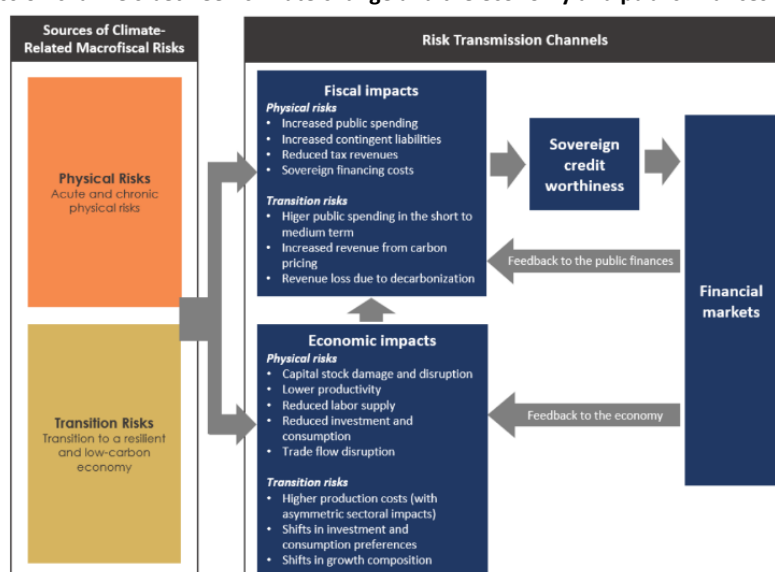 Sources of Climate-
Related Macrofiscal Risks
Physical Risks
Acute and chronic
physical risks
Transition Risks
Transition to a resilient
and low-carbon
economy
Risk Transmission Channels
Fiscal impacts
Physical risks
• Increased public spending
• Increased contingent liabilities
• Reduced tax revenues
• Sovereign financing costs
Transition risks
• Higer public spending in the short to
medium term
• Increased revenue from carbon
pricing
• Revenue loss due to decarbonization
Economic impacts
Physical risks
• Capital stock damage and disruption
• Lower productivity
• Reduced labor supply
• Reduced investment and
consumption
• Trade flow disruption
Transition risks
• Higher production costs (with
asymmetric sectoral impacts)
• Shifts in investment and
consumption preferences
• Shifts in growth composition
Sovereign
credit
worthiness
Feedback to the public finances
Feedback to the economy
Financial
markets